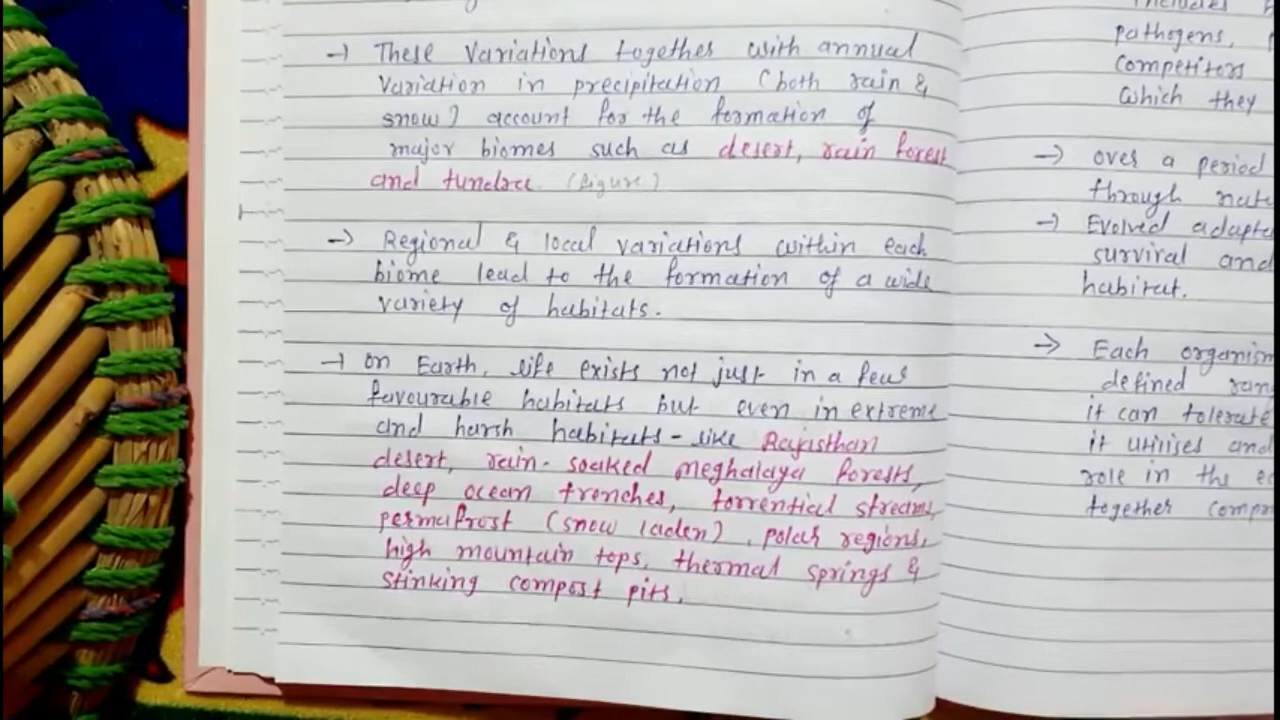 → These Variations together with annual
Variation in precipitation (both rain &
snow) account for the formation of
major biomes such as desert, rain forest
and tundra. (figure)
→ Regional & local variations within each
biome lead to the formation of a wide
variety of habitats.
→ On Earth, life exists not just in a few
favourable habitats but even in extreme
and harsh habitats - like Rajasthan
desert, rain-soaked meghalaya forests,
deep ocean trenches, torrential streams,
permafrost (snow laden), polar regions,
high mountain tops, thermal springs &
stinking compost pits.
includes
pathogens,
competitors
which they
→ over a period
through
→ Evolved
survival and
habitat.
→ Each organism
defined
it can tolerate
it utilises and
role in the
together